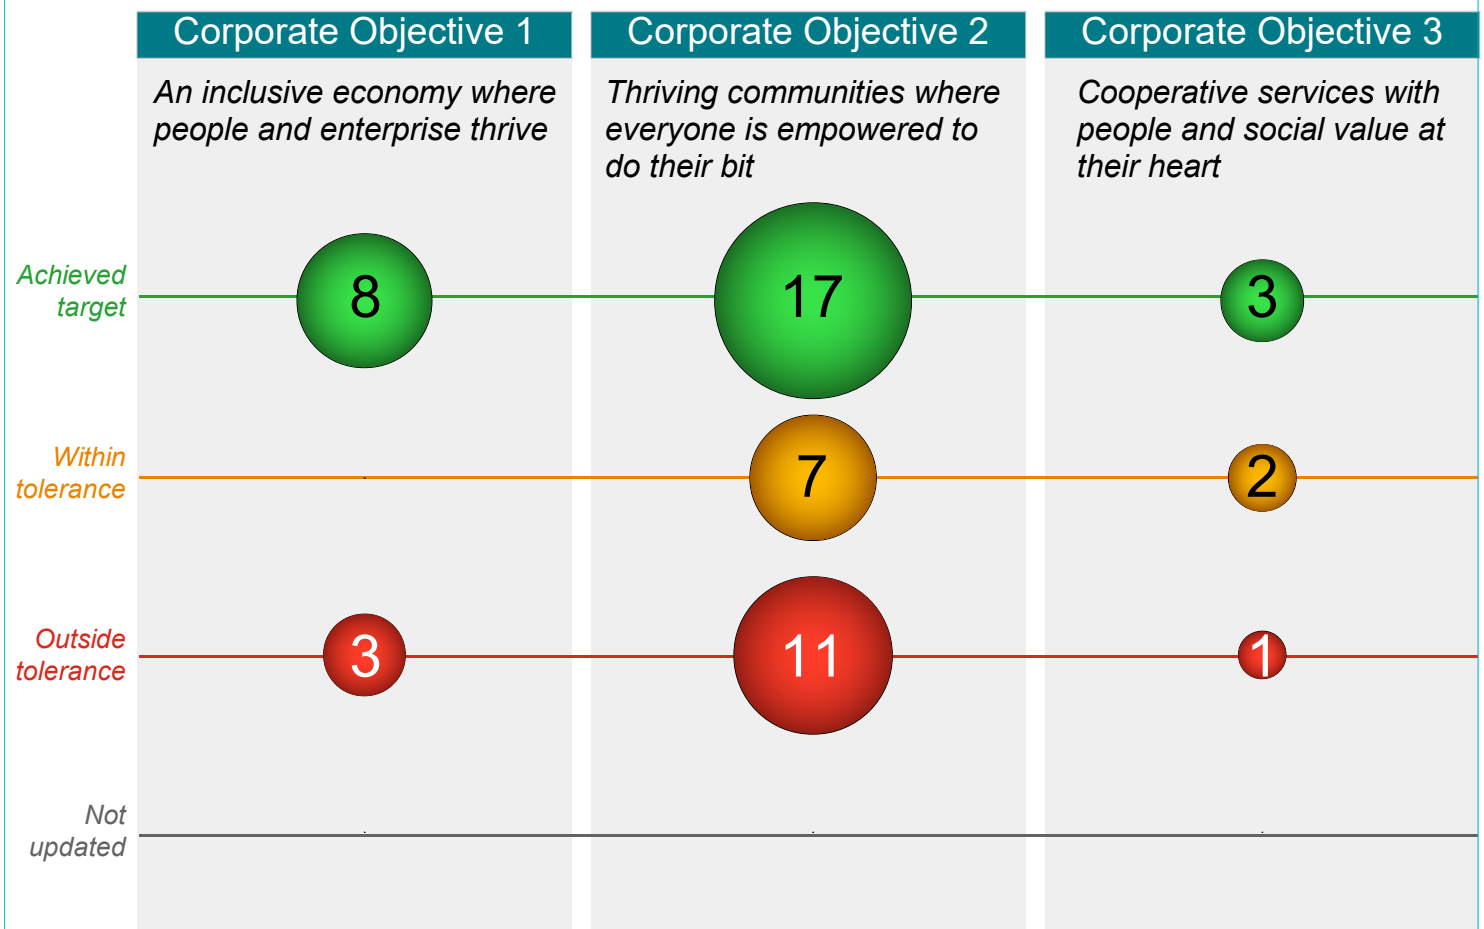 Corporate Objective 1
Corporate Objective 2
Corporate Objective 3
An inclusive economy where
people and enterprise thrive
Thriving communities where
everyone is empowered to
do their bit
Cooperative services with
people and social value at
their heart
Achieved
target
8
17
3
Within
tolerance
7
2
Outside
tolerance
3
11
1
Not
updated